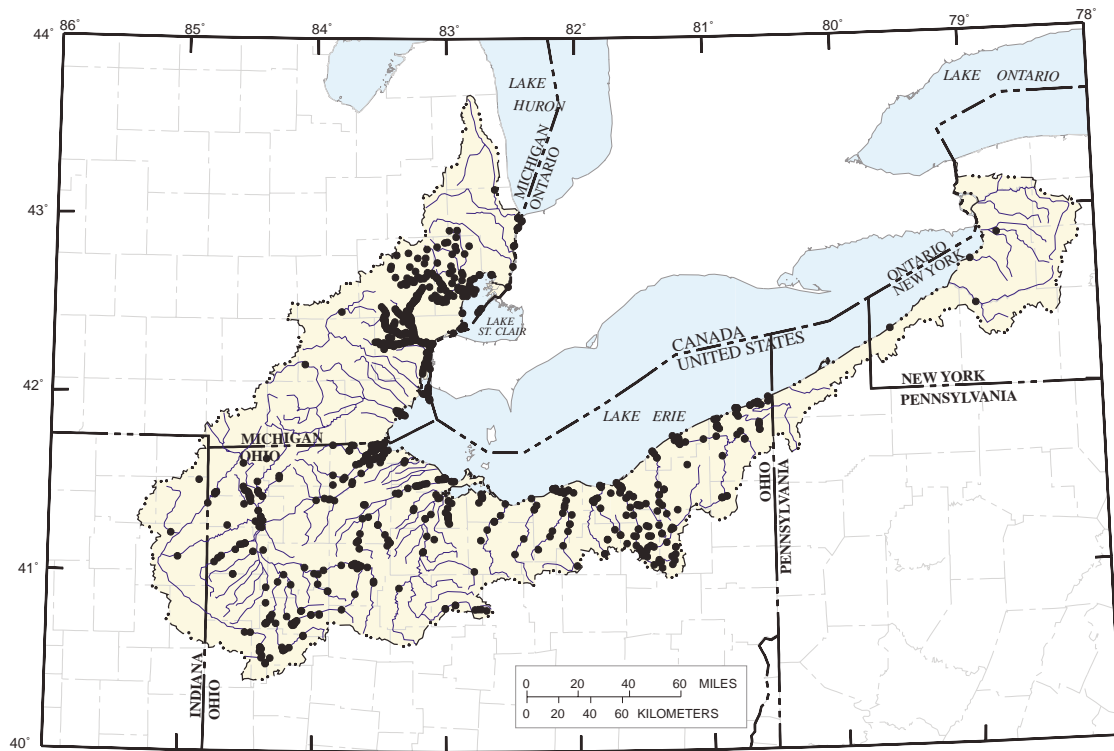 86° 85° 84° 83° 82° 81° 80° 79° 78°
44°
LAKE ONTARIO
LAKE
HURON
MICHIGAN
ONTARIO
43°
ONTARIO
NEW YORK
LAKE
ST. CLAIR
CANADA
UNITED STATES
42°
NEW YORK
PENNSYLVANIA
LAKE ERIE
MICHIGAN
OHIO
OHIO
PENNSYLVANIA
41°
INDIANA
OHIO
0 20 40 60 MILES
0 20 40 60 KILOMETERS
40°